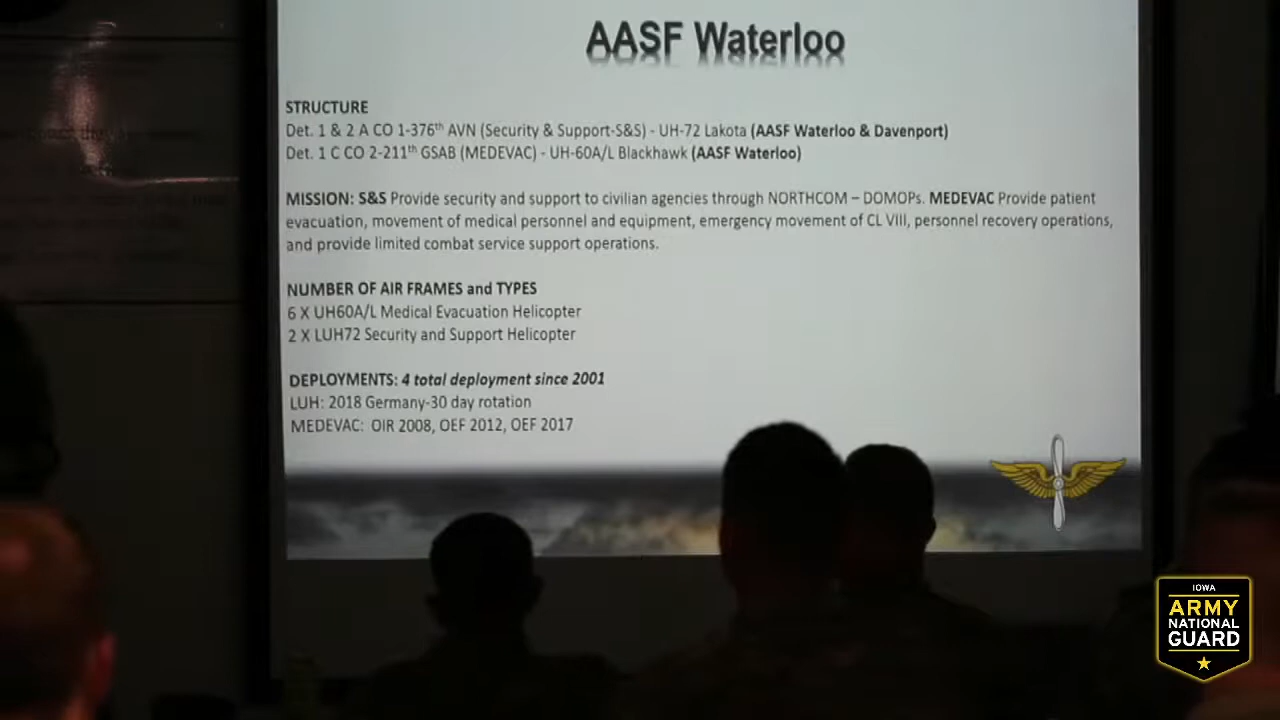 AASF Waterloo
STRUCTURE
Det. 1 & 2 A CO 1-376th AVN (Security & Support-S&S) - UH-72 Lakota (AASF Waterloo & Davenport)
Det. 1 C CO 2-211th GSAB (MEDEVAC) - UH-60A/L Blackhawk (AASF Waterloo)
MISSION: S&S Provide security and support to civilian agencies through NORTHCOM – DOMOPs. MEDEVAC Provide patient
evacuation, movement of medical personnel and equipment, emergency movement of CL VIII, personnel recovery operations,
and provide limited combat service support operations.
NUMBER OF AIR FRAMES and TYPES
6 X UH60A/L Medical Evacuation Helicopter
2 X LUH72 Security and Support Helicopter
DEPLOYMENTS: 4 total deployment since 2001
LUH: 2018 Germany-30 day rotation
MEDEVAC: OIR 2008, OEF 2012, OEF 2017
IOWA
ARMY
NATIONAL
GUARD